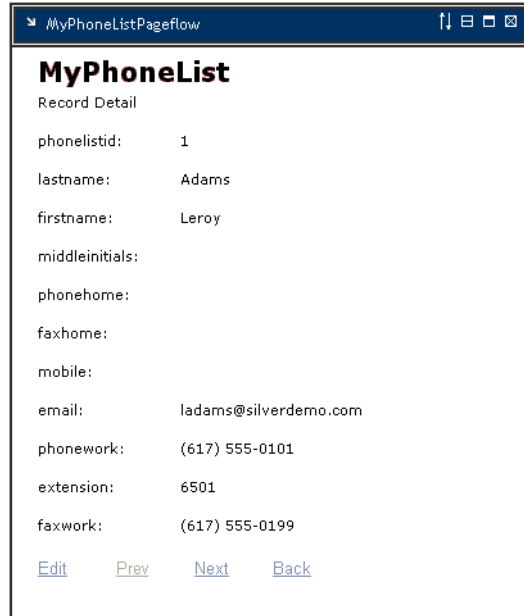 MyPhoneListPageflow
MyPhoneList
Record Detail
phonelistid: 1
lastname: Adams
firstname: Leroy
middleinitials:
phonehome:
faxhome:
mobile:
email: ladams@silverdemo.com
phonework: (617) 555-0101
extension: 6501
faxwork: (617) 555-0199
Edit Prev Next Back